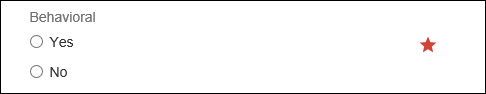 Behavioral
Yes
No